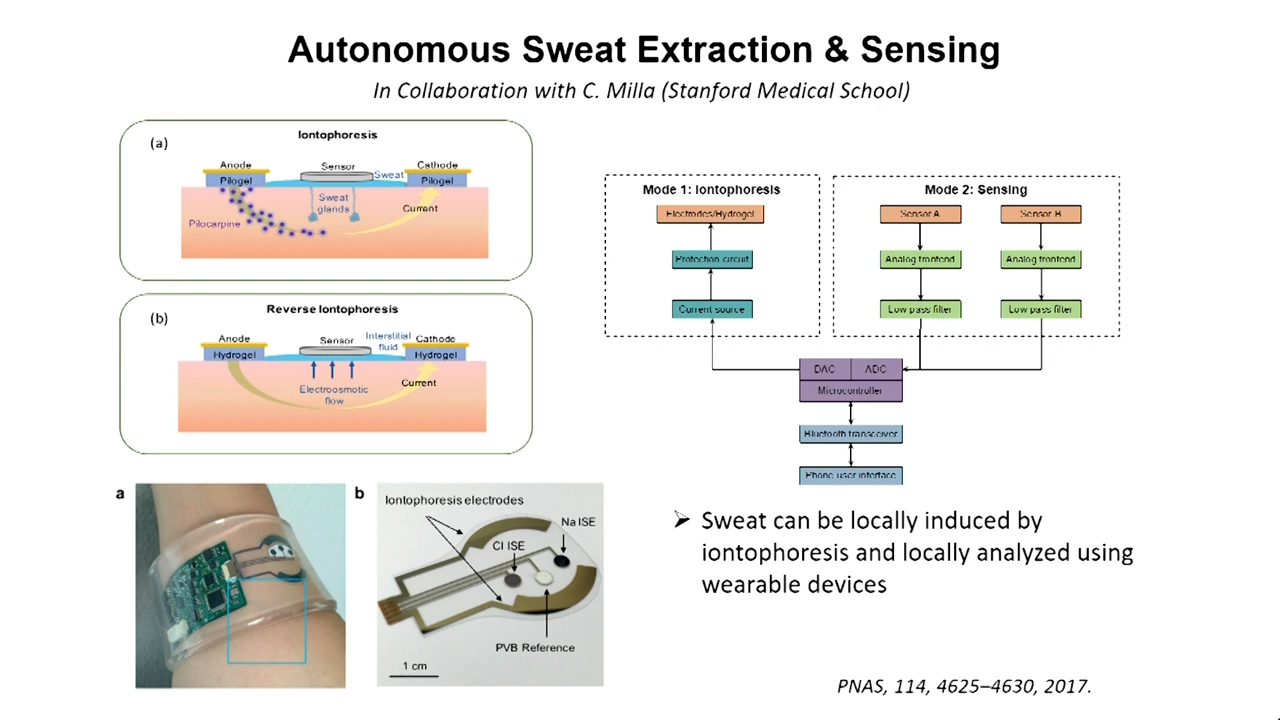 Autonomous Sweat Extraction & Sensing
In Collaboration with C. Milla (Stanford Medical School)
(a)
Iontophoresis
Anode
Sensor
Cathode
Pilogel
Sweat
Pilogel
Sweat
glands
Pilocarpine
Current
(b)
Reverse Iontophoresis
Anode
Sensor
Interstitial
fluid
Cathode
Hydrogel
Hydrogel
Electroosmotic
flow
Current
Mode 1: Iontophoresis
Electrodes/Hydrogel
Protection circuit
Current source
Mode 2: Sensing
Sensor A
Sensor B
Analog frontend
Analog frontend
Low pass filter
Low pass filter
DAC
ADC
Microcontroller
Bluetooth transceiver
Phone user interface
a
b
Iontophoresis electrodes
Na ISE
Cl ISE
PVB Reference
1 cm
➢ Sweat can be locally induced by
iontophoresis and locally analyzed using
wearable devices
PNAS, 114, 4625–4630, 2017.